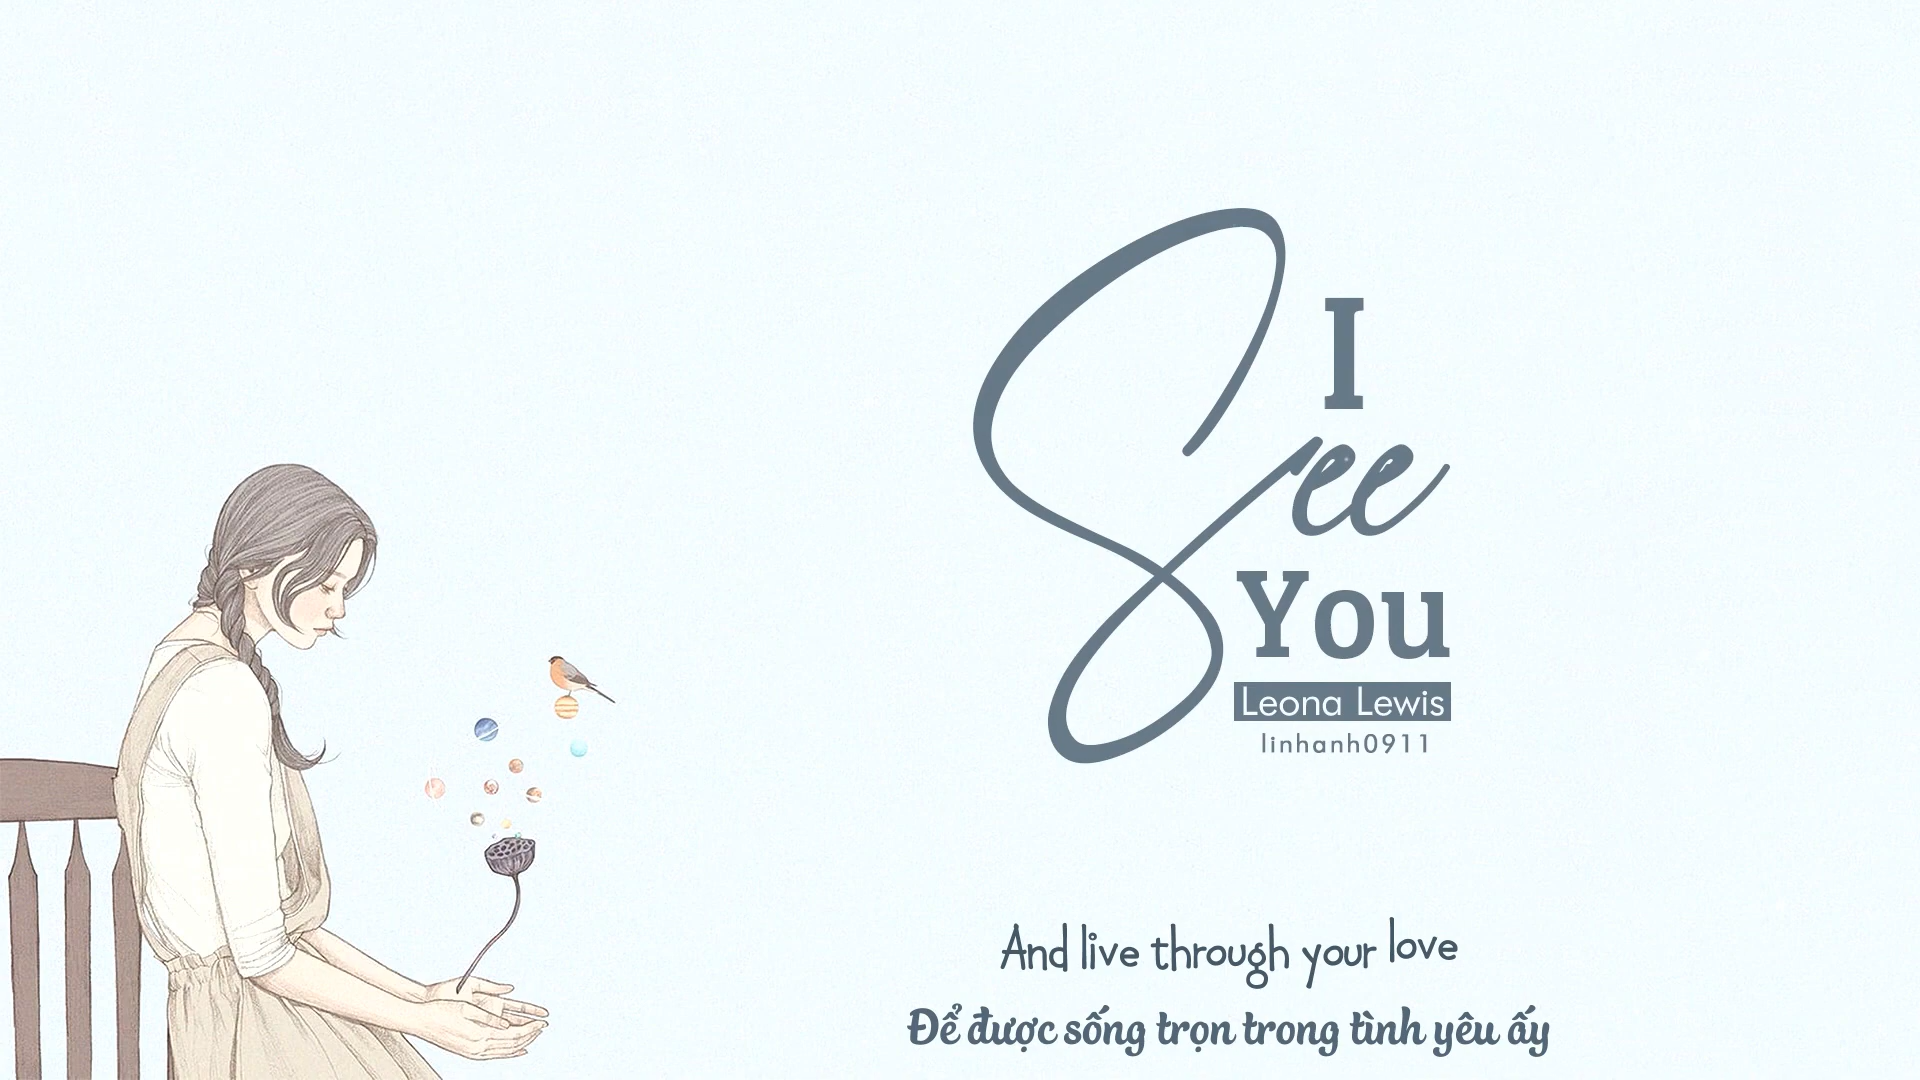 I
See
You
Leona Lewis
linhanh0911
And live through your love
Để được sống trọn trong tình yêu ấy